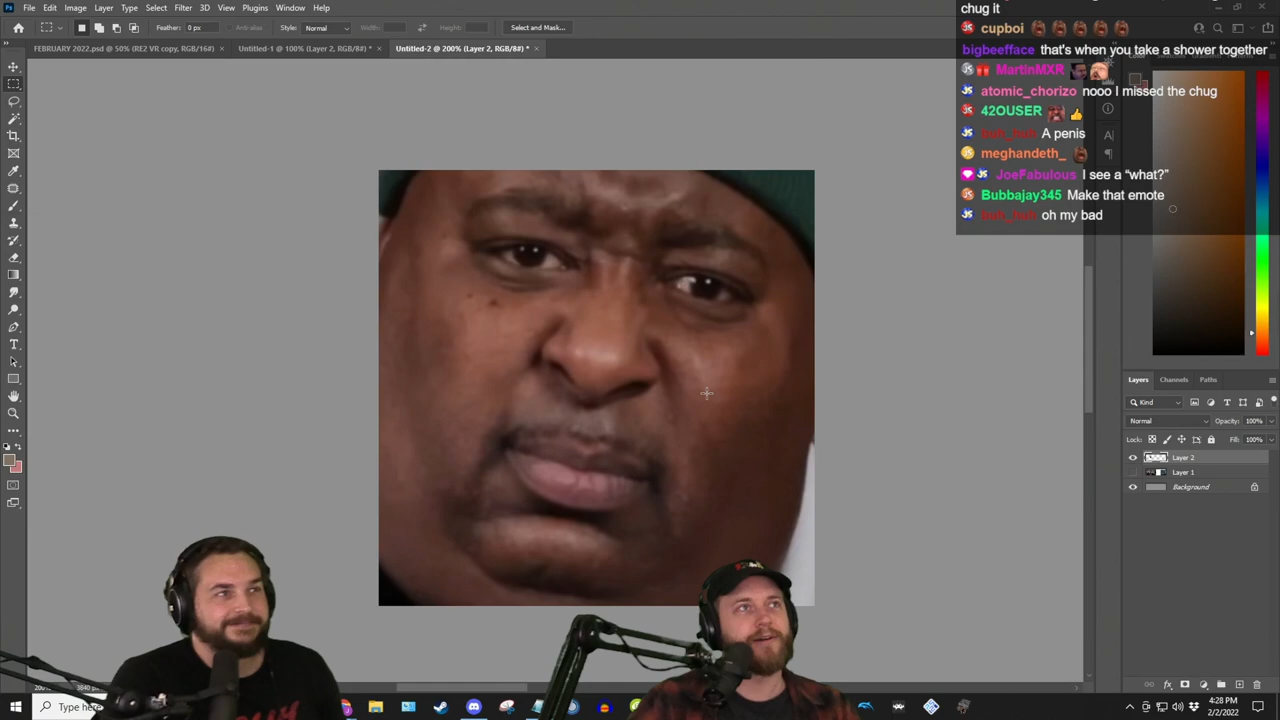 File Edit Image Layer Type Select Filter 3D View Plugins Window Help
chug it
Feather: 0 px Anti-alias Style: Normal Width: Height: Select and Mask...
cupboi
FEBRUARY 2022.psd @ 50% (RE2 VR copy, RGB/16#) × Untitled-1 @ 100% (Layer 2, RGB/8#) * × Untitled-2 @ 200% (Layer 2, RGB/8#) * ×
bigbeefface that's when you take a shower together
MartinMXR
atomic_chorizo nooo I missed the chug
42OUSER
A penis
meghandeth_
JoeFabulous I see a “what?”
Bubbajay345 Make that emote
oh my bad
Layers Channels Paths
Kind
Normal Opacity: 100%
Lock: Fill: 100%
Layer 2
Layer 1
Background
Type here
4:28 PM
2/2/2022